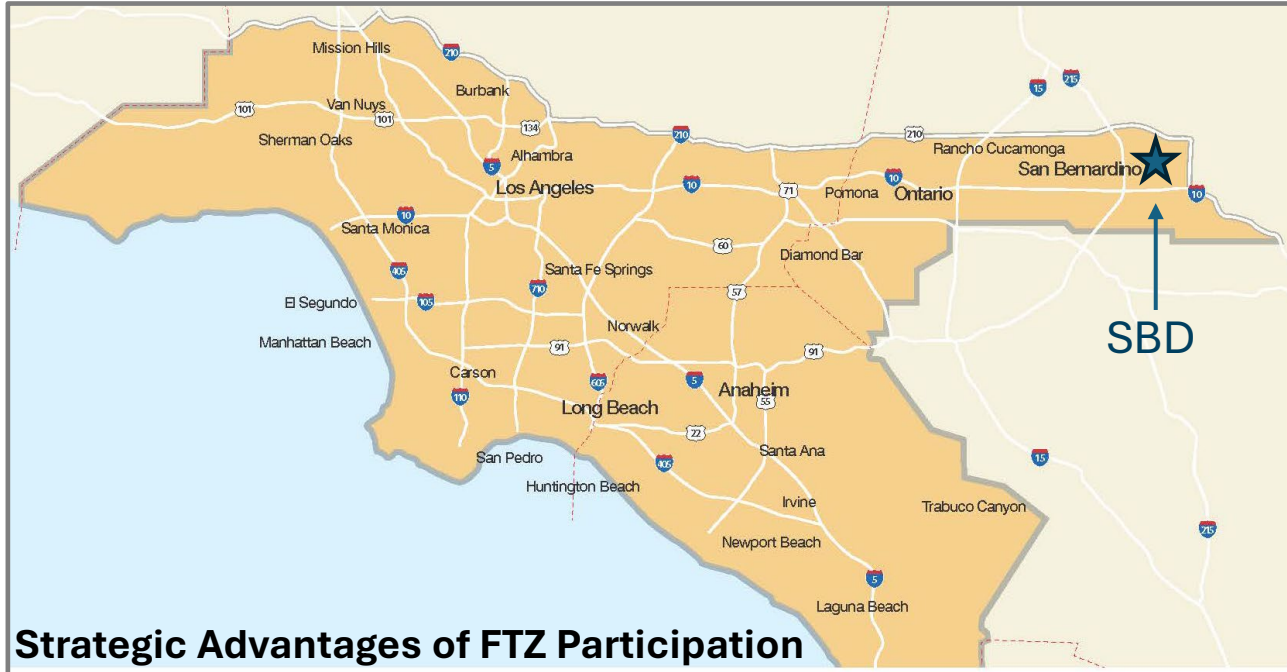 Mission Hills
210
215
15
Burbank
101
Van Nuys
101
134
210
210
Rancho Cucamonga
Sherman Oaks
5
Alhambra
San Bernardino
Los Angeles
10
71
Pomona
10
Ontario
10
10
Santa Monica
60
Diamond Bar
405
Santa Fe Springs
710
57
El Segundo
105
SBD
Norwalk
Manhattan Beach
91
91
Carson
605
5
Anaheim
110
55
Long Beach
22
Santa Ana
San Pedro
405
15
Huntington Beach
Irvine
Trabuco Canyon
215
Newport Beach
5
Laguna Beach
Strategic Advantages of FTZ Participation